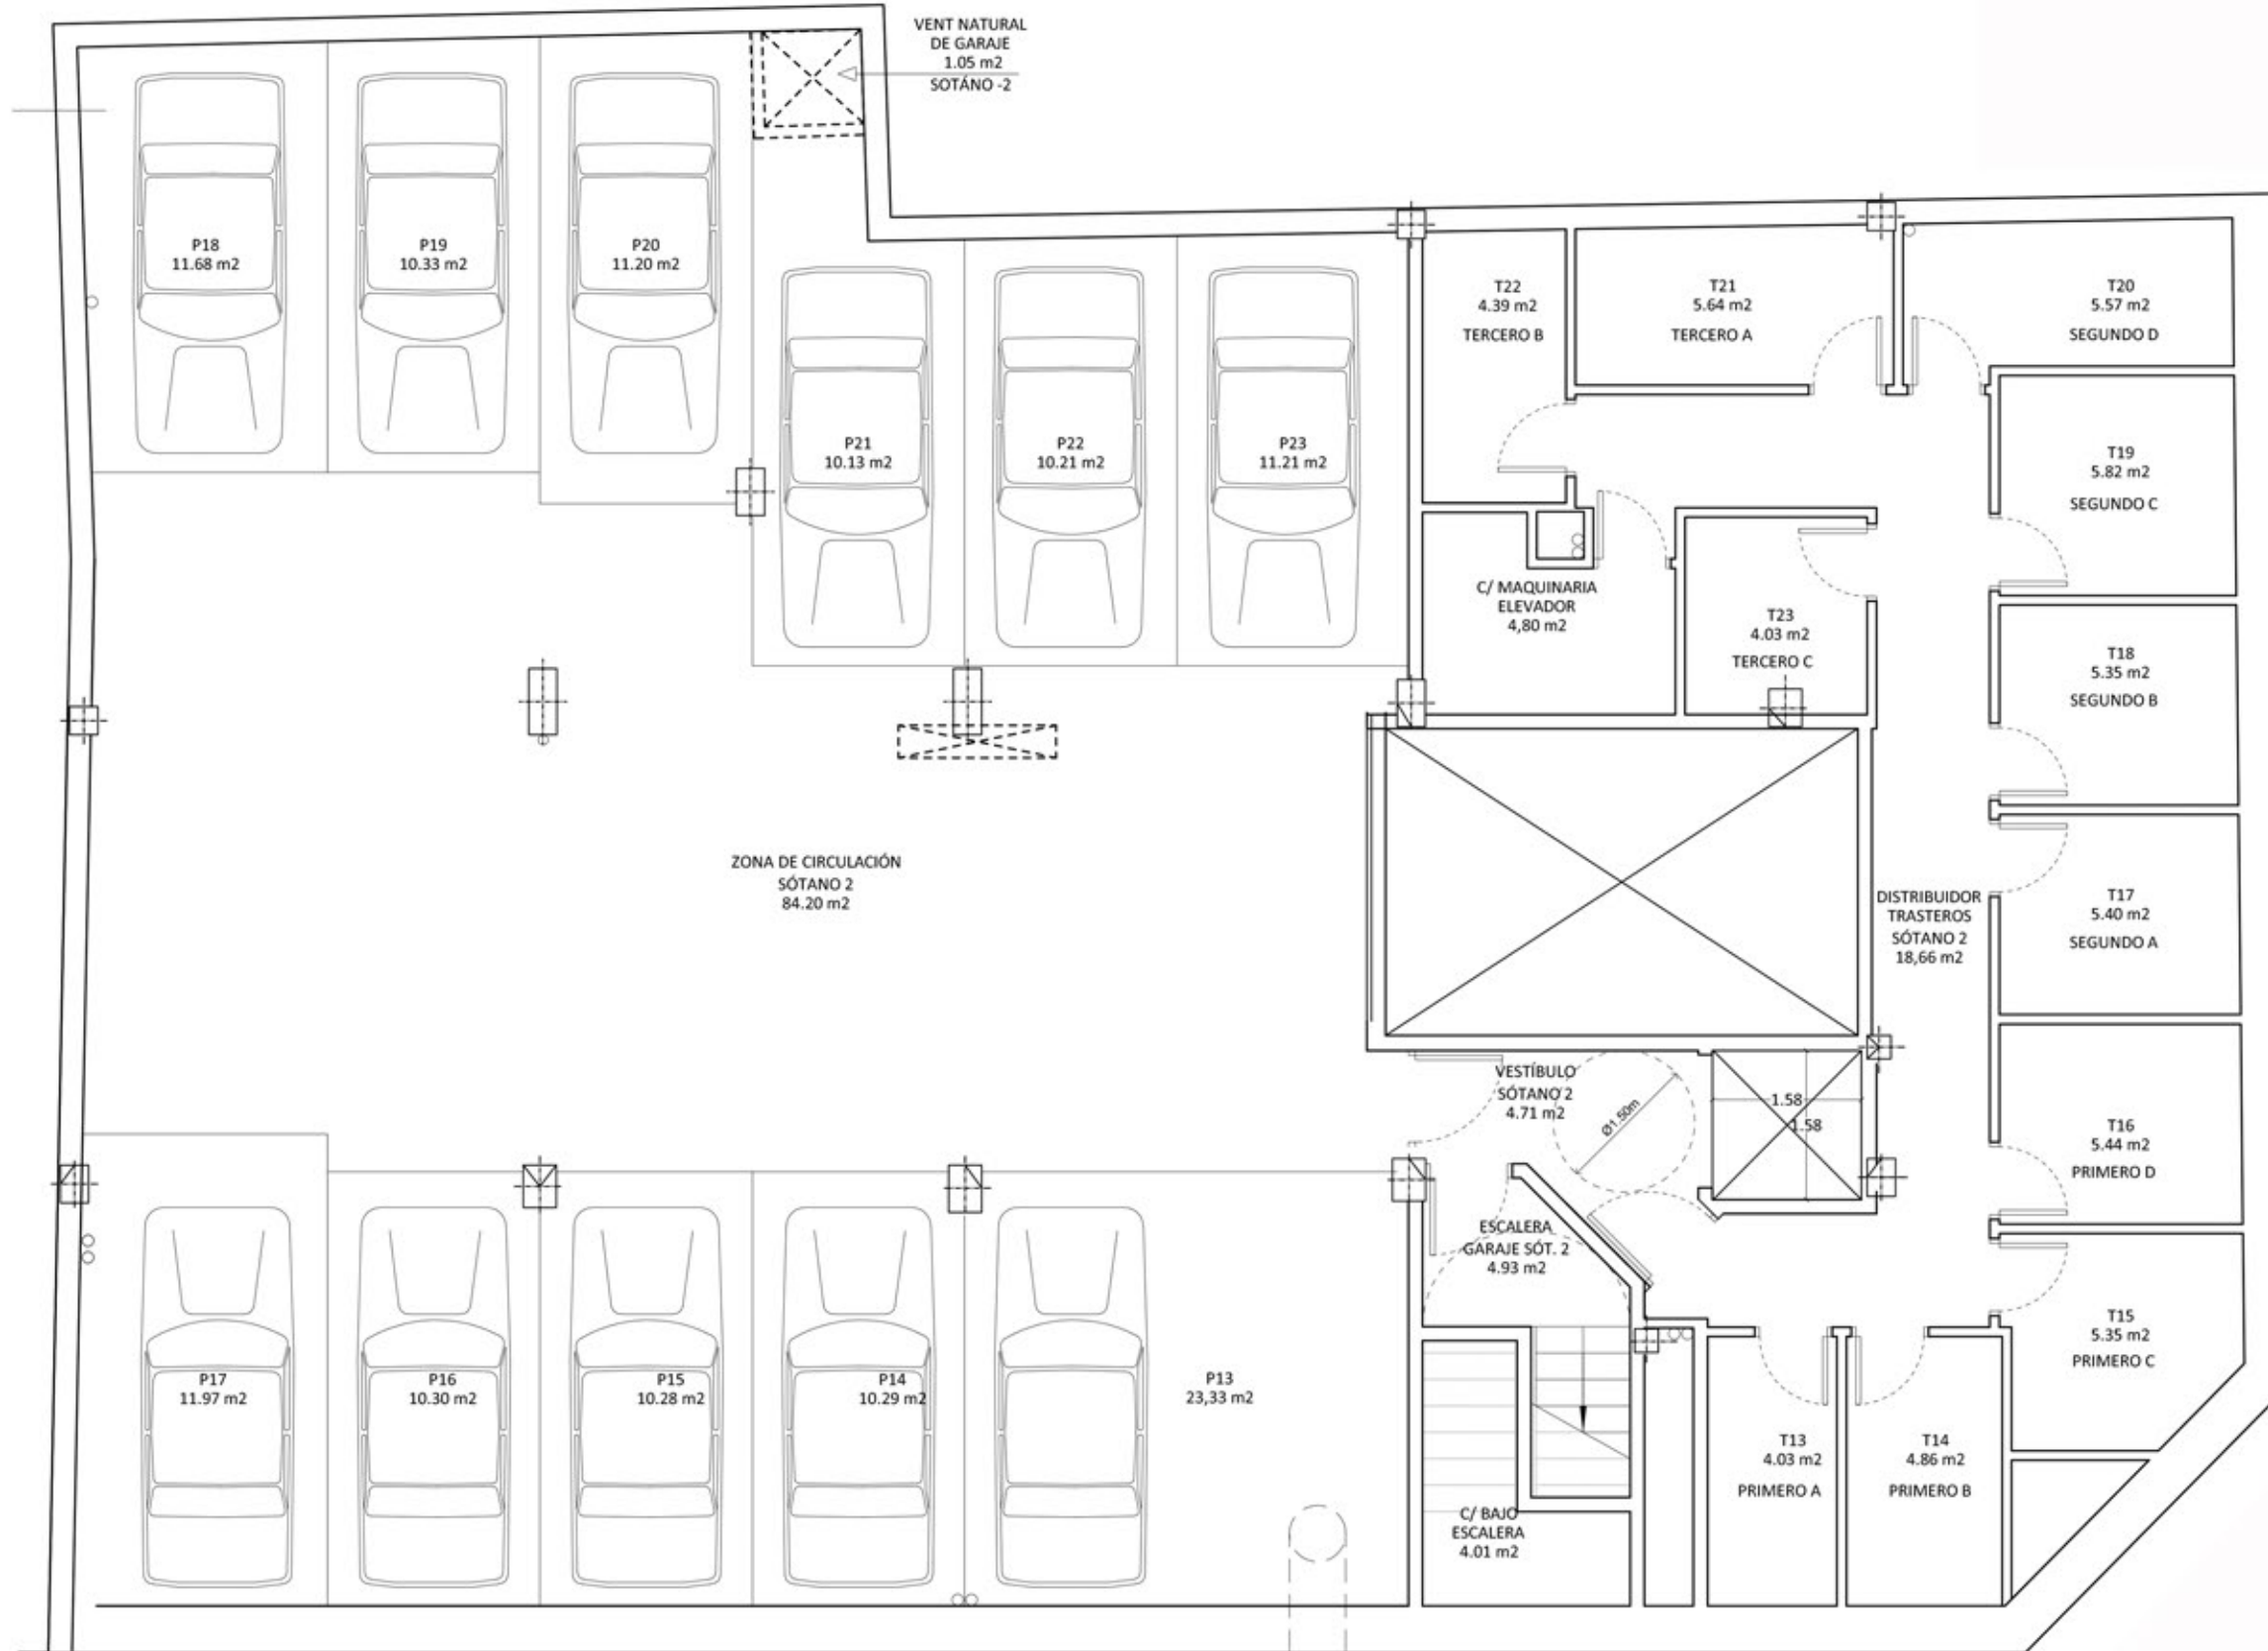 VENT NATURAL
DE GARAJE
1.05 m2
SOTÁNO -2
P18
11.68 m2
P19
10.33 m2
P20
11.20 m2
P21
10.13 m2
P22
10.21 m2
P23
11.21 m2
T22
4.39 m2
TERCERO B
T21
5.64 m2
TERCERO A
T20
5.57 m2
SEGUNDO D
T19
5.82 m2
SEGUNDO C
C/ MAQUINARIA
ELEVADOR
4,80 m2
T23
4.03 m2
TERCERO C
T18
5.35 m2
SEGUNDO B
ZONA DE CIRCULACIÓN
SÓTANO 2
84.20 m2
DISTRIBUIDOR
TRASTEROS
SÓTANO 2
18,66 m2
T17
5.40 m2
SEGUNDO A
VESTÍBULO
SÓTANO 2
4.71 m2
Ø1.50m
1.58
1.58
T16
5.44 m2
PRIMERO D
ESCALERA
GARAJE SÓT. 2
4.93 m2
T15
5.35 m2
PRIMERO C
P17
11.97 m2
P16
10.30 m2
P15
10.28 m2
P14
10.29 m2
P13
23,33 m2
T13
4.03 m2
PRIMERO A
T14
4.86 m2
PRIMERO B
C/ BAJO
ESCALERA
4.01 m2